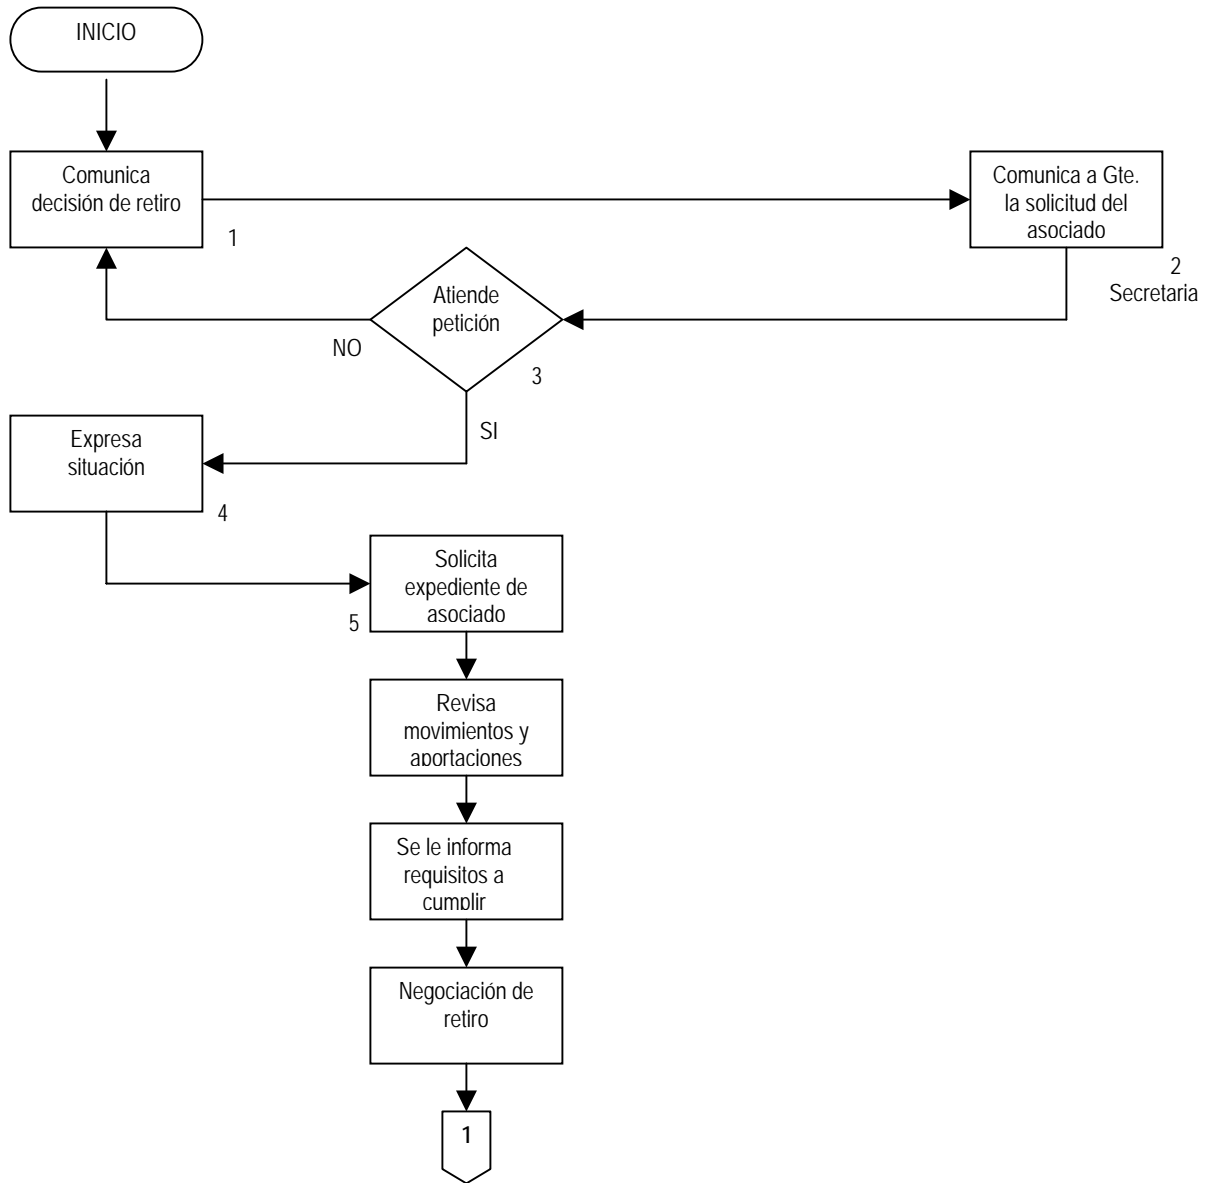 INICIO
Comunica
decisión de retiro
1
Comunica a Gte.
la solicitud del
asociado
2
Secretaria
Atiende
petición
NO
3
SI
Expresa
situación
4
Solicita
expediente de
asociado
5
Revisa
movimientos y
aportaciones
Se le informa
requisitos a
cumplir
Negociación de
retiro
1